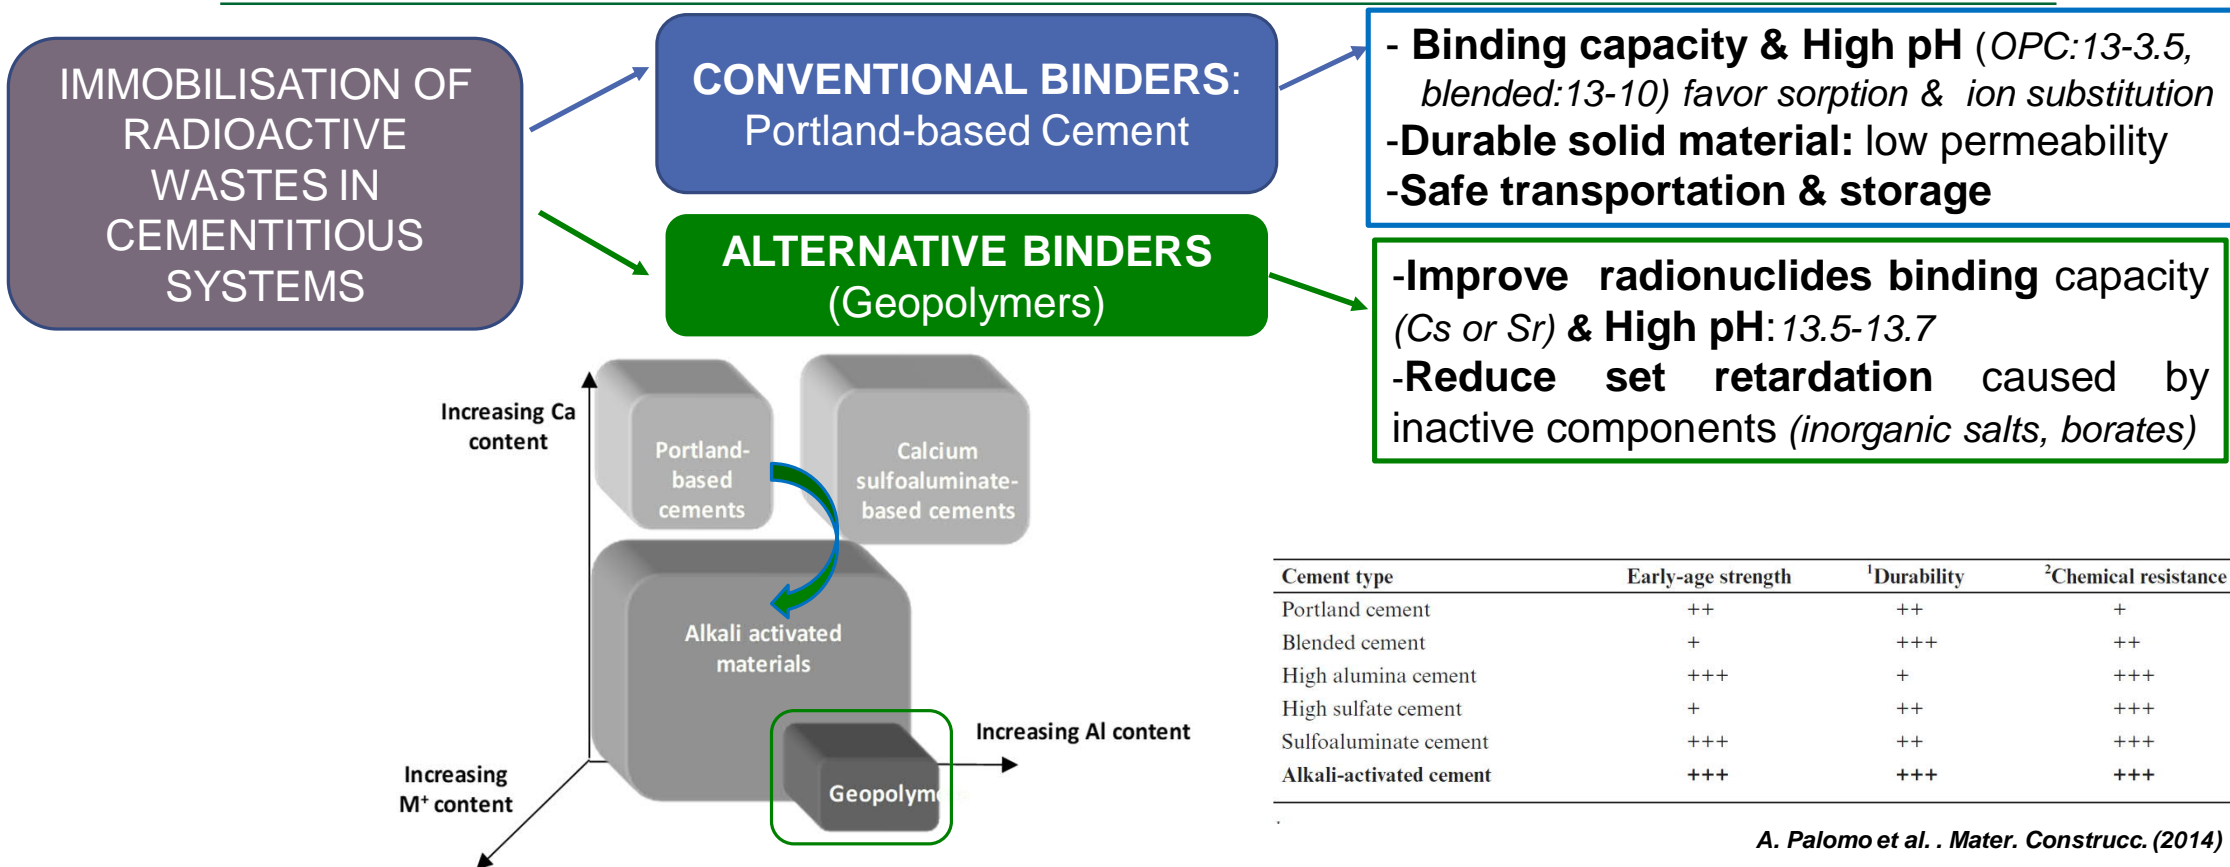 IMMOBILISATION OF
RADIOACTIVE
WASTES IN
CEMENTITIOUS
SYSTEMS
CONVENTIONAL BINDERS:
Portland-based Cement
ALTERNATIVE BINDERS
(Geopolymers)
- Binding capacity & High pH (OPC:13-3.5,
blended:13-10) favor sorption & ion substitution
-Durable solid material: low permeability
-Safe transportation & storage
-Improve radionuclides binding capacity
(Cs or Sr) & High pH:13.5-13.7
-Reduce set retardation caused by
inactive components (inorganic salts, borates)
Increasing Ca
content
Portland-
based
cements
Calcium
sulfoaluminate-
based cements
Alkali activated
materials
Geopolym
Increasing Al content
Increasing
M⁺ content
Cement type Early-age strength ¹Durability ²Chemical resistance
Portland cement ++ ++ +
Blended cement + +++ ++
High alumina cement +++ + +++
High sulfate cement + ++ +++
Sulfoaluminate cement +++ ++ +++
Alkali-activated cement +++ +++ +++
A. Palomo et al. . Mater. Construcc. (2014)